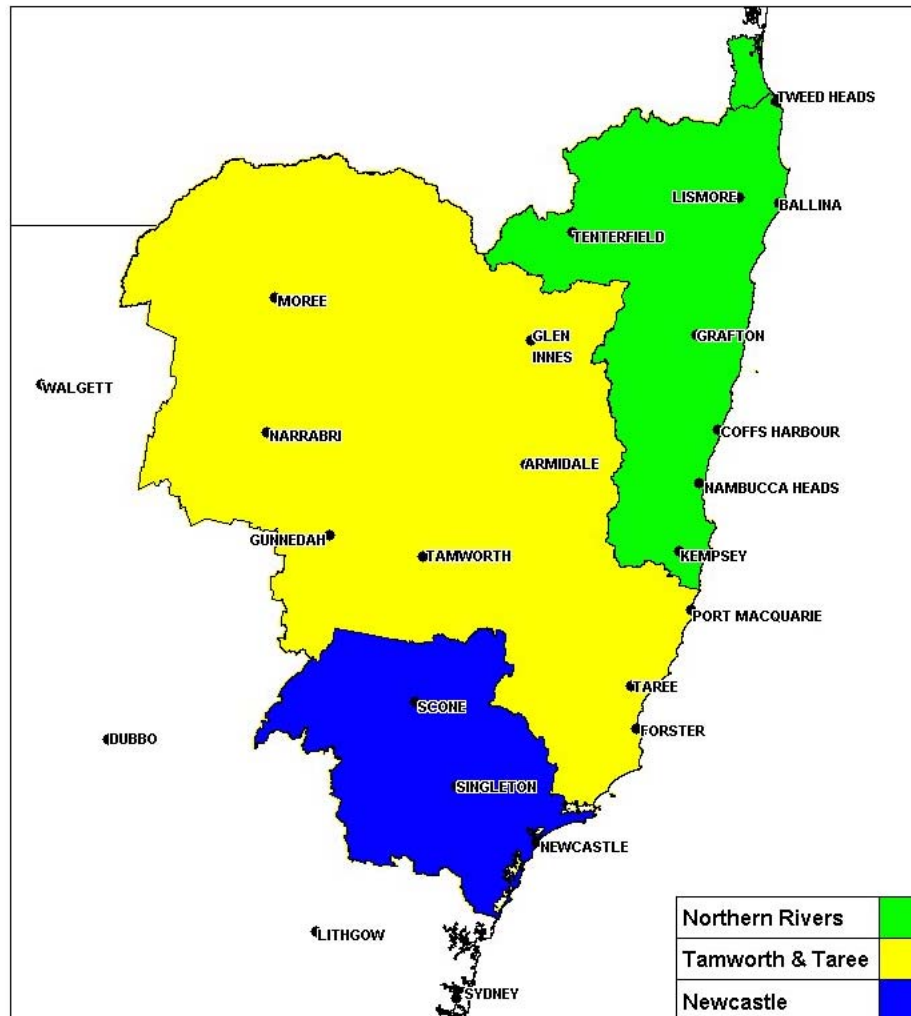 TWEED HEADS
LISMORE
BALLINA
TENTERFIELD
MOREE
GLEN
INNES
GRAFTON
WALGETT
NARRABRI
COFFS HARBOUR
ARMIDALE
NAMBUCCA HEADS
GUNNEDAH
TAMWORTH
KEMPSEY
PORT MACQUARIE
TAREE
SCONE
FORSTER
DUBBO
SINGLETON
NEWCASTLE
LITHGOW
SYDNEY
Northern Rivers
Tamworth & Taree
Newcastle